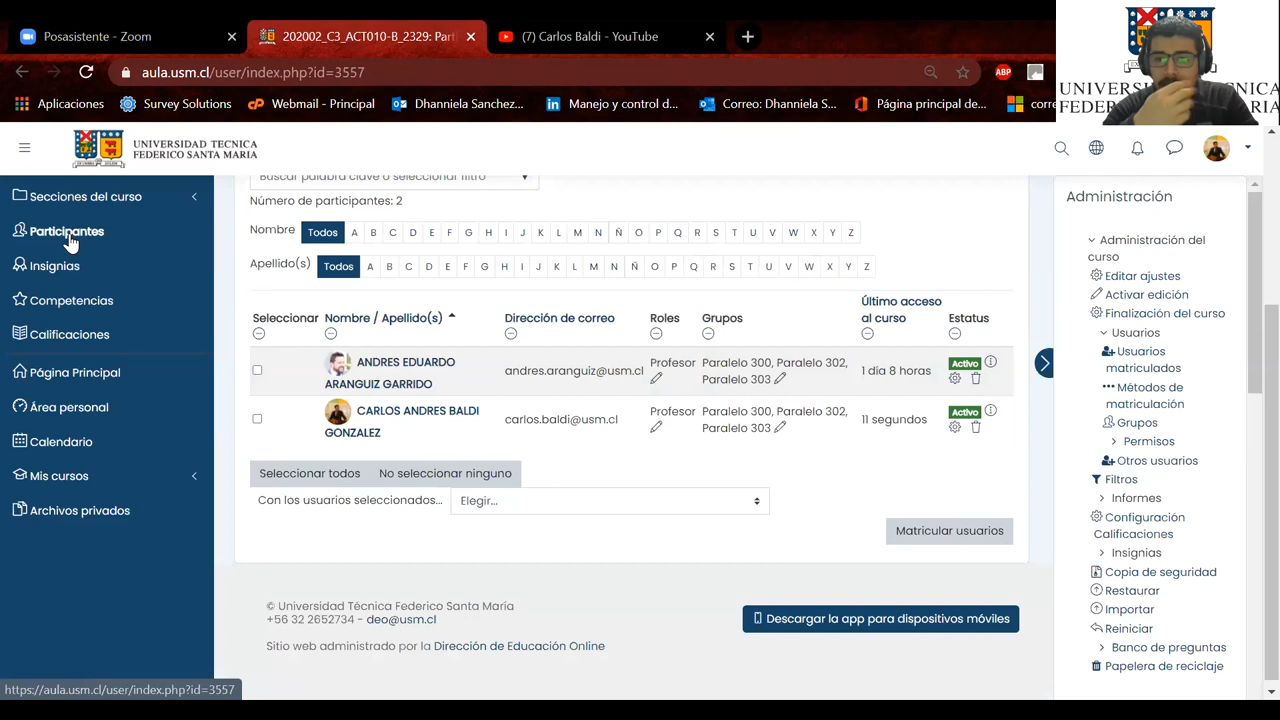 Posasistente - Zoom
202002_C3_ACT010-B_2329: Part
(7) Carlos Baldi - YouTube
aula.usm.cl/user/index.php?id=3557
ABP
Aplicaciones
Survey Solutions
Webmail - Principal
Dhanniela Sanchez...
Manejo y control d...
Correo: Dhanniela S...
Página principal de...
UNIVERSIDAD TECNICA
FEDERICO SANTA MARIA
UNIVERSIDAD TECNICA
FEDERICO SANTA MARIA
Secciones del curso
Participantes
Insignias
Competencias
Calificaciones
Página Principal
Área personal
Calendario
Mis cursos
Archivos privados
https://aula.usm.cl/user/index.php?id=3557
Buscar palabra clave o seleccionar filtro
Número de participantes: 2
Nombre Todos A B C D E F G H I J K L M N Ñ O P Q R S T U V W X Y Z
Apellido(s) Todos A B C D E F G H I J K L M N Ñ O P Q R S T U V W X Y Z
Seleccionar Nombre / Apellido(s) Dirección de correo Roles Grupos Último acceso al curso Estatus
ANDRES EDUARDO
ARANGUIZ GARRIDO
andres.aranguiz@usm.cl
Profesor
Paralelo 300, Paralelo 302,
Paralelo 303
1 día 8 horas
Activo
CARLOS ANDRES BALDI
GONZALEZ
carlos.baldi@usm.cl
Profesor
Paralelo 300, Paralelo 302,
Paralelo 303
11 segundos
Activo
Seleccionar todos No seleccionar ninguno
Con los usuarios seleccionados... Elegir...
Matricular usuarios
© Universidad Técnica Federico Santa María
+56 32 2652734 - deo@usm.cl
Sitio web administrado por la Dirección de Educación Online
Descargar la app para dispositivos móviles
Administración
Administración del
curso
Editar ajustes
Activar edición
Finalización del curso
Usuarios
Usuarios
matriculados
Métodos de
matriculación
Grupos
Permisos
Otros usuarios
Filtros
Informes
Configuración
Calificaciones
Insignias
Copia de seguridad
Restaurar
Importar
Reiniciar
Banco de preguntas
Papelera de reciclaje